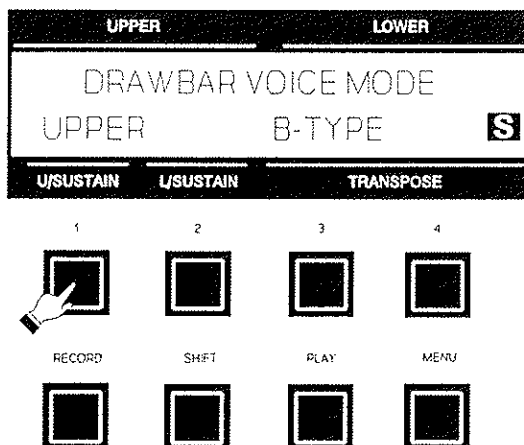 UPPER LOWER
DRAWBAR VOICE MODE
UPPER B-TYPE S
U/SUSTAIN L/SUSTAIN TRANSPOSE
1 2 3 4
RECORD SHIFT PLAY MENU